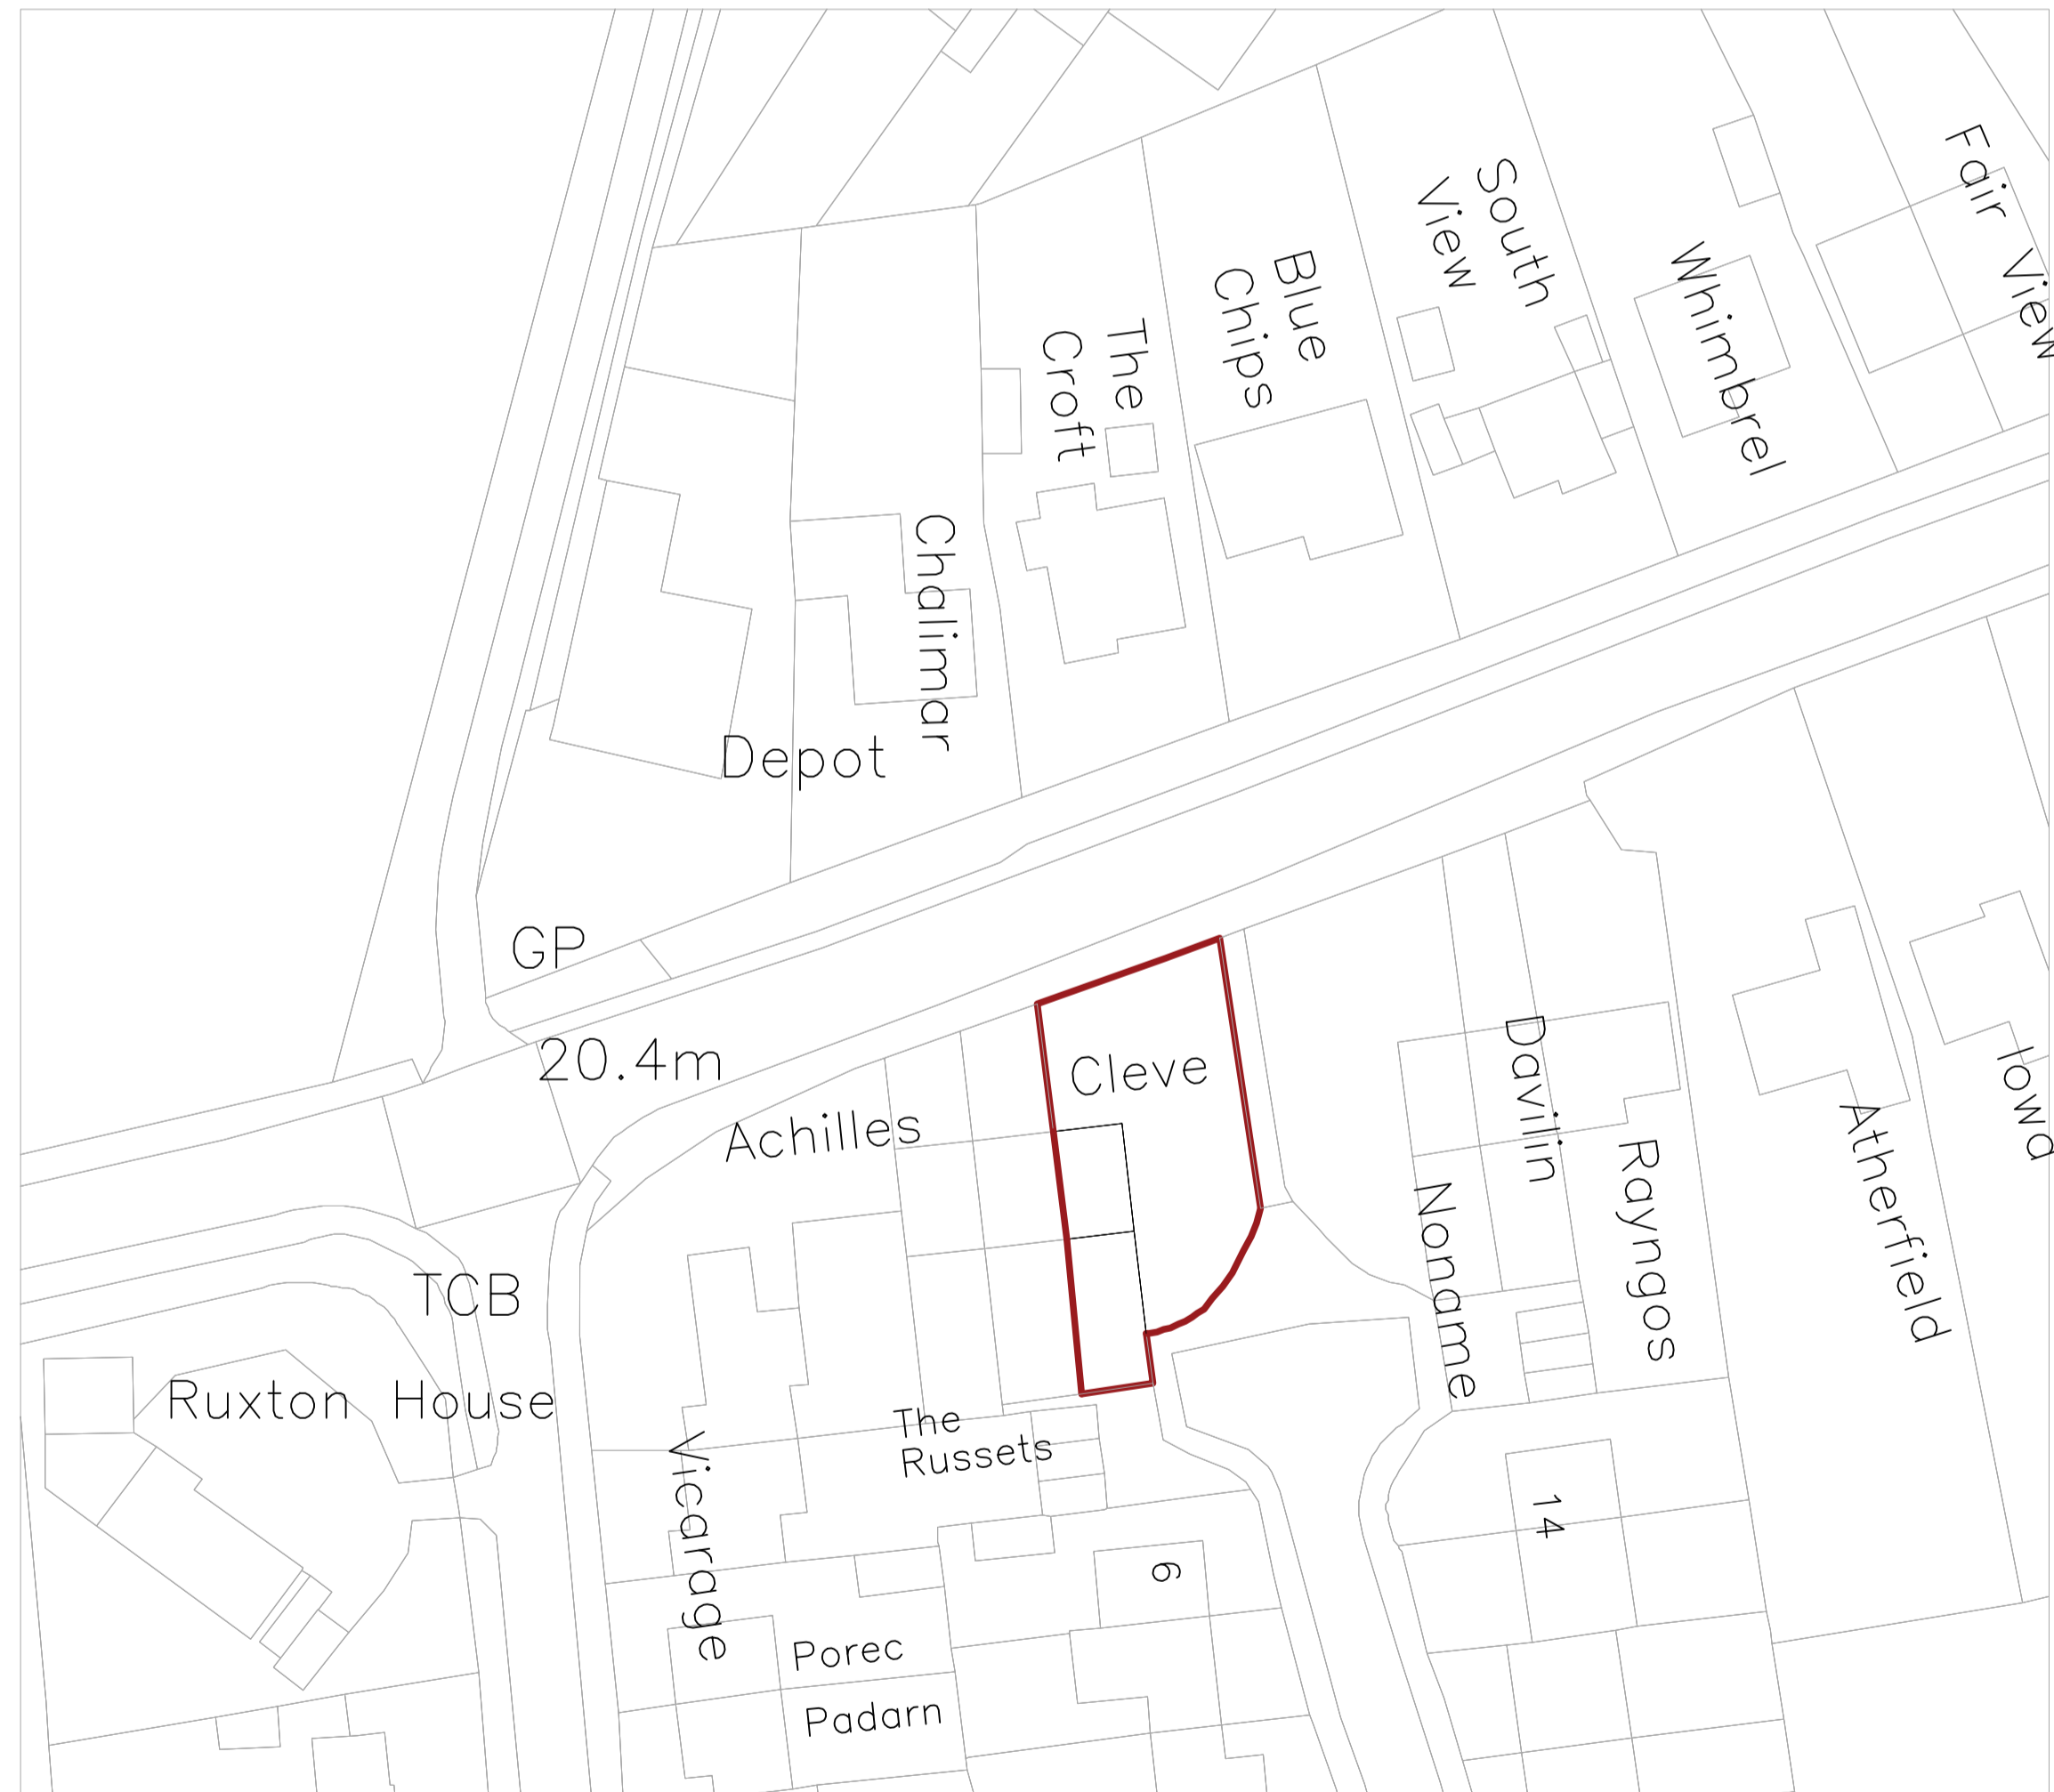 Fair View
South
View
Whimbrel
Blue
Chips
The
Croft
Chalimar
Depot
GP
20.4m
Cleve
Achilles
Davilin
Noname
Rayngos
Atherfield
Iowa
TCB
Ruxton House
The
Russets
Vicarage
14
6
Porec
Padarn